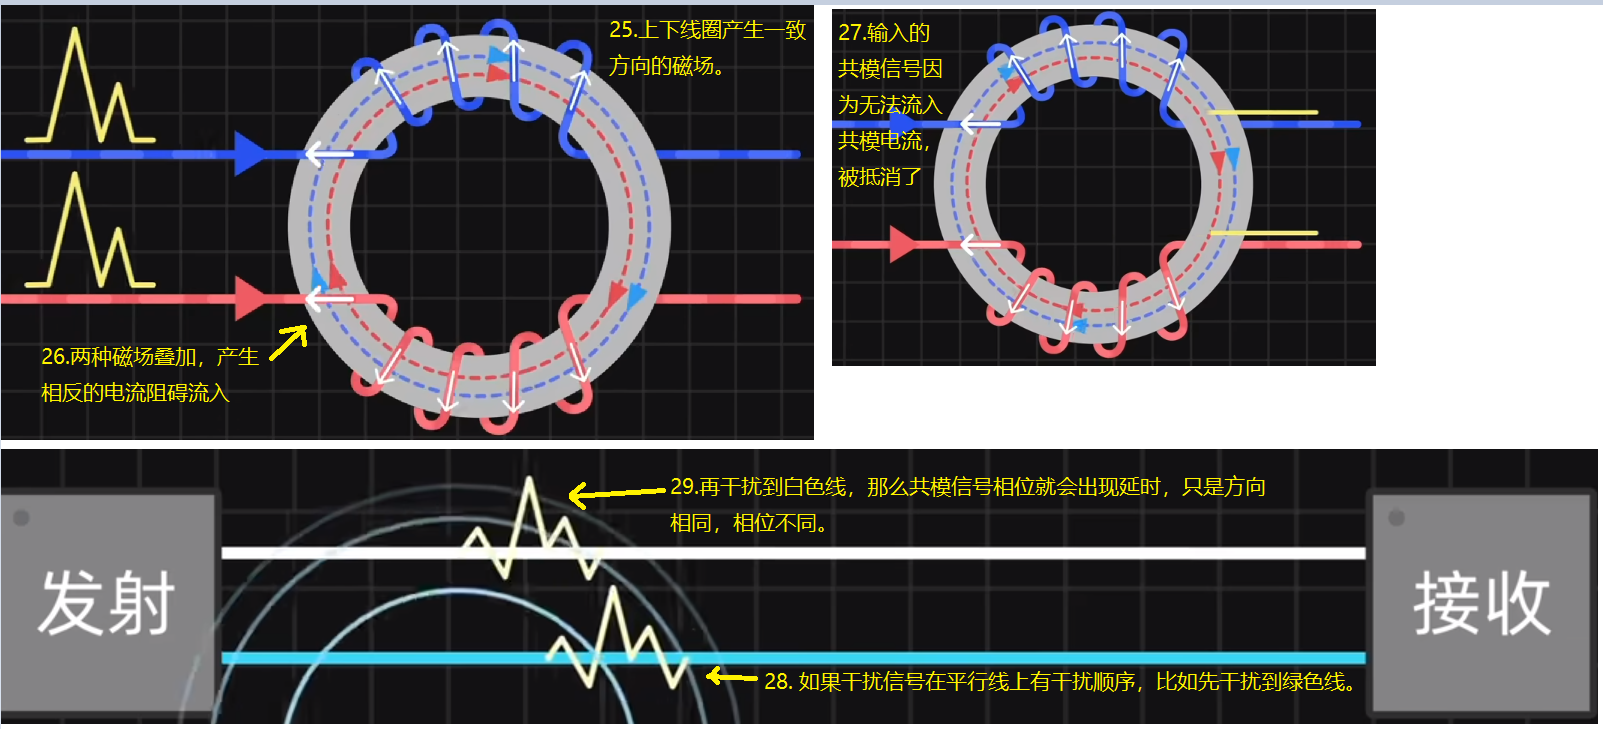 25.上下线圈产生一致
方向的磁场。
26.两种磁场叠加，产生
相反的电流阻碍流入
27.输入的
共模信号因
为无法流入
共模电流，
被抵消了
29.再干扰到白色线，那么共模信号相位就会出现延时，只是方向
相同，相位不同。
发射
接收
28. 如果干扰信号在平行线上有干扰顺序，比如先干扰到绿色线。